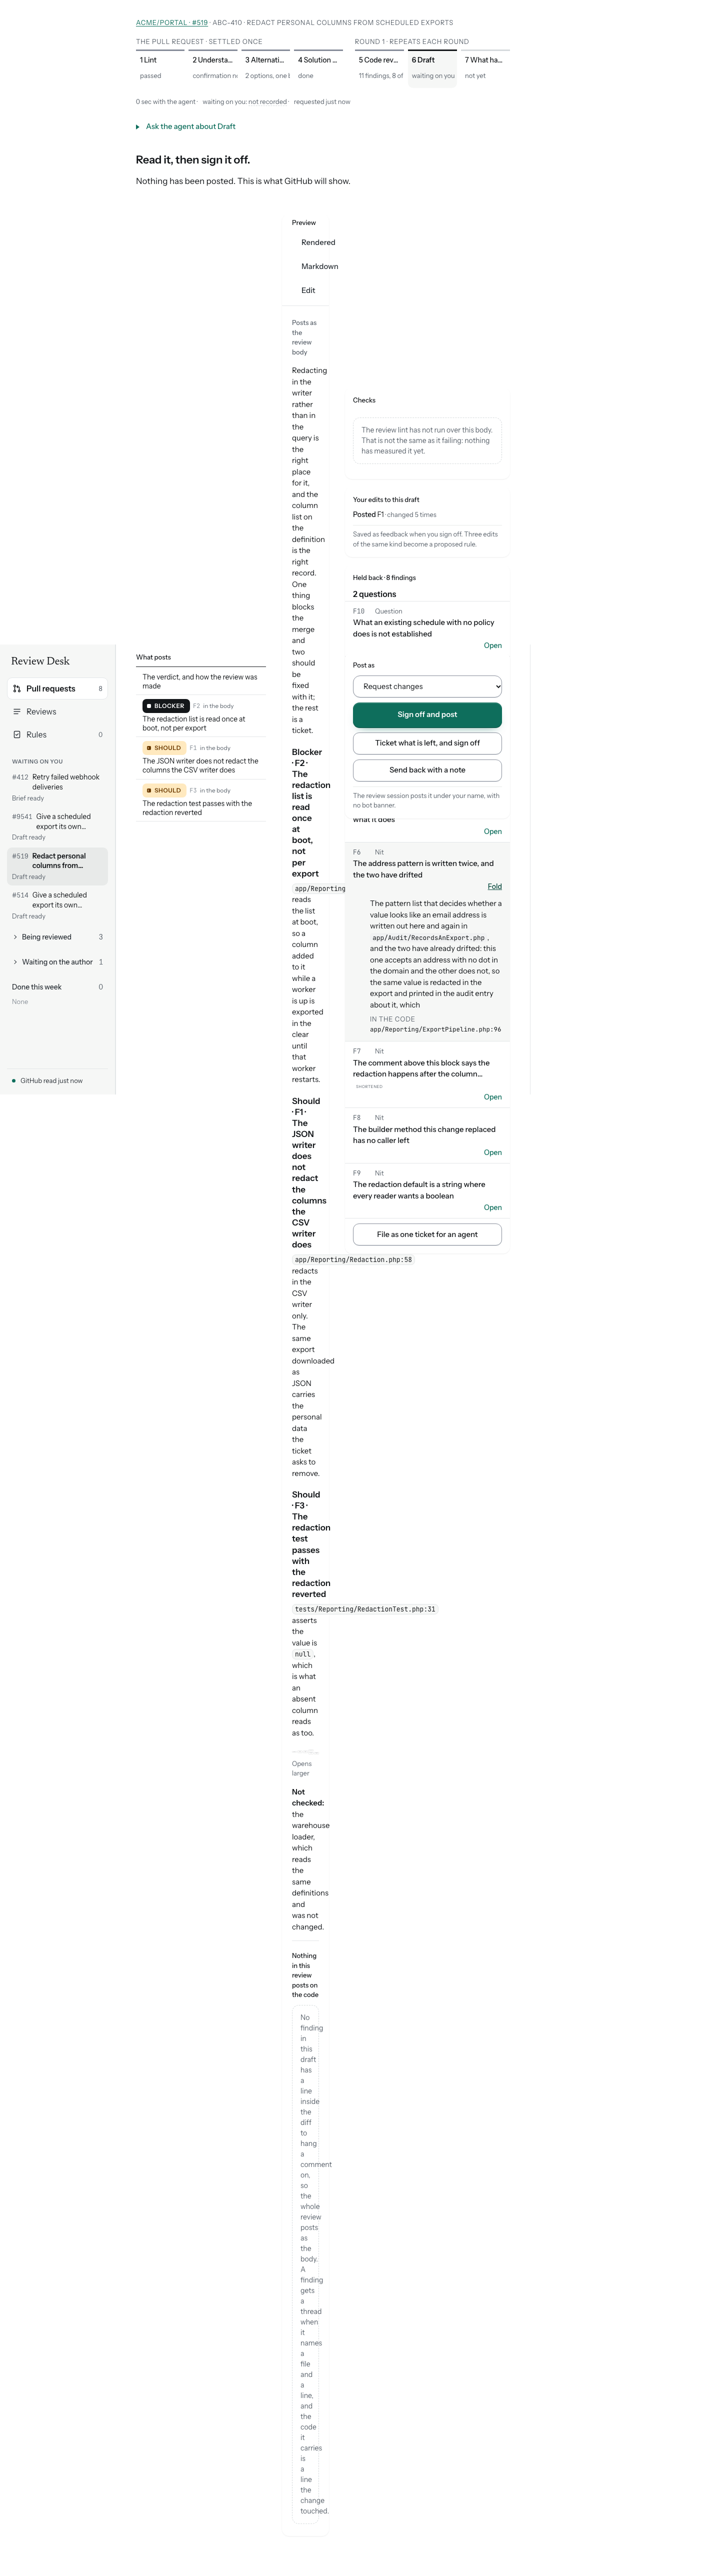 ACME/PORTAL · #519 · ABC-410 · REDACT PERSONAL COLUMNS FROM SCHEDULED EXPORTS
THE PULL REQUEST · SETTLED ONCE
1 Lint
passed
2 Understa...
confirmation n
3 Alternati...
2 options, one l
4 Solution ...
done
ROUND 1 · REPEATS EACH ROUND
5 Code rev...
11 findings, 8 of
6 Draft
waiting on you
7 What ha...
not yet
0 sec with the agent · waiting on you: not recorded · requested just now
Ask the agent about Draft
Read it, then sign it off.
Nothing has been posted. This is what GitHub will show.
Review Desk
Pull requests 8
Reviews
Rules 0
WAITING ON YOU
#412 Retry failed webhook
deliveries
Brief ready
#9541 Give a scheduled
export its own...
Draft ready
#519 Redact personal
columns from...
Draft ready
#514 Give a scheduled
export its own...
Draft ready
Being reviewed 3
Waiting on the author 1
Done this week 0
None
GitHub read just now
What posts
The verdict, and how the review was
made
BLOCKER F2 in the body
The redaction list is read once at
boot, not per export
SHOULD F1 in the body
The JSON writer does not redact the
columns the CSV writer does
SHOULD F3 in the body
The redaction test passes with the
redaction reverted
Preview
Rendered
Markdown
Edit
Posts as
the
review
body
Redacting
in the
writer
rather
than in
the
query is
the
right
place
for it,
and the
column
list on
the
definition
is the
right
record.
One
thing
blocks
the
merge
and
two
should
be
fixed
with it;
the rest
is a
ticket.
Blocker
· F2 ·
The
redaction
list is
read
once
at
boot,
not
per
export
app/Reporting
reads
the list
at boot,
so a
column
added
to it
while a
worker
is up is
exported
in the
clear
until
that
worker
restarts.
Should
· F1 ·
The
JSON
writer
does
not
redact
the
columns
the
CSV
writer
does
app/Reporting/Redaction.php:58
redacts
in the
CSV
writer
only.
The
same
export
downloaded
as
JSON
carries
the
personal
data
the
ticket
asks to
remove.
Should
· F3 ·
The
redaction
test
passes
with
the
redaction
reverted
tests/Reporting/RedactionTest.php:31
asserts
the
value is
null,
which
is what
an
absent
column
reads
as too.
Opens
larger
Not
checked:
the
warehouse
loader,
which
reads
the
same
definitions
and
was not
changed.
Nothing
in this
review
posts on
the code
No
finding
in
this
draft
has
a
line
inside
the
diff
to
hang
a
comment
on,
so
the
whole
review
posts
as
the
body.
A
finding
gets
a
thread
when
it
names
a
file
and
a
line,
and
the
code
it
carries
is
a
line
the
change
touched.
Checks
The review lint has not run over this body.
That is not the same as it failing: nothing
has measured it yet.
Your edits to this draft
Posted F1 · changed 5 times
Saved as feedback when you sign off. Three edits
of the same kind become a proposed rule.
Held back · 8 findings
2 questions
F10 Question
What an existing schedule with no policy
does is not established
Open
Post as
Request changes
Sign off and post
Ticket what is left, and sign off
Send back with a note
The review session posts it under your name, with
no bot banner.
what it does
Open
F6 Nit
The address pattern is written twice, and
the two have drifted
Fold
The pattern list that decides whether a
value looks like an email address is
written out here and again in
app/Audit/RecordsAnExport.php,
and the two have already drifted: this
one accepts an address with no dot in
the domain and the other does not, so
the same value is redacted in the
export and printed in the audit entry
about it, which
IN THE CODE
app/Reporting/ExportPipeline.php:96
F7 Nit
The comment above this block says the
redaction happens after the column...
SHORTENED
Open
F8 Nit
The builder method this change replaced
has no caller left
Open
F9 Nit
The redaction default is a string where
every reader wants a boolean
Open
File as one ticket for an agent